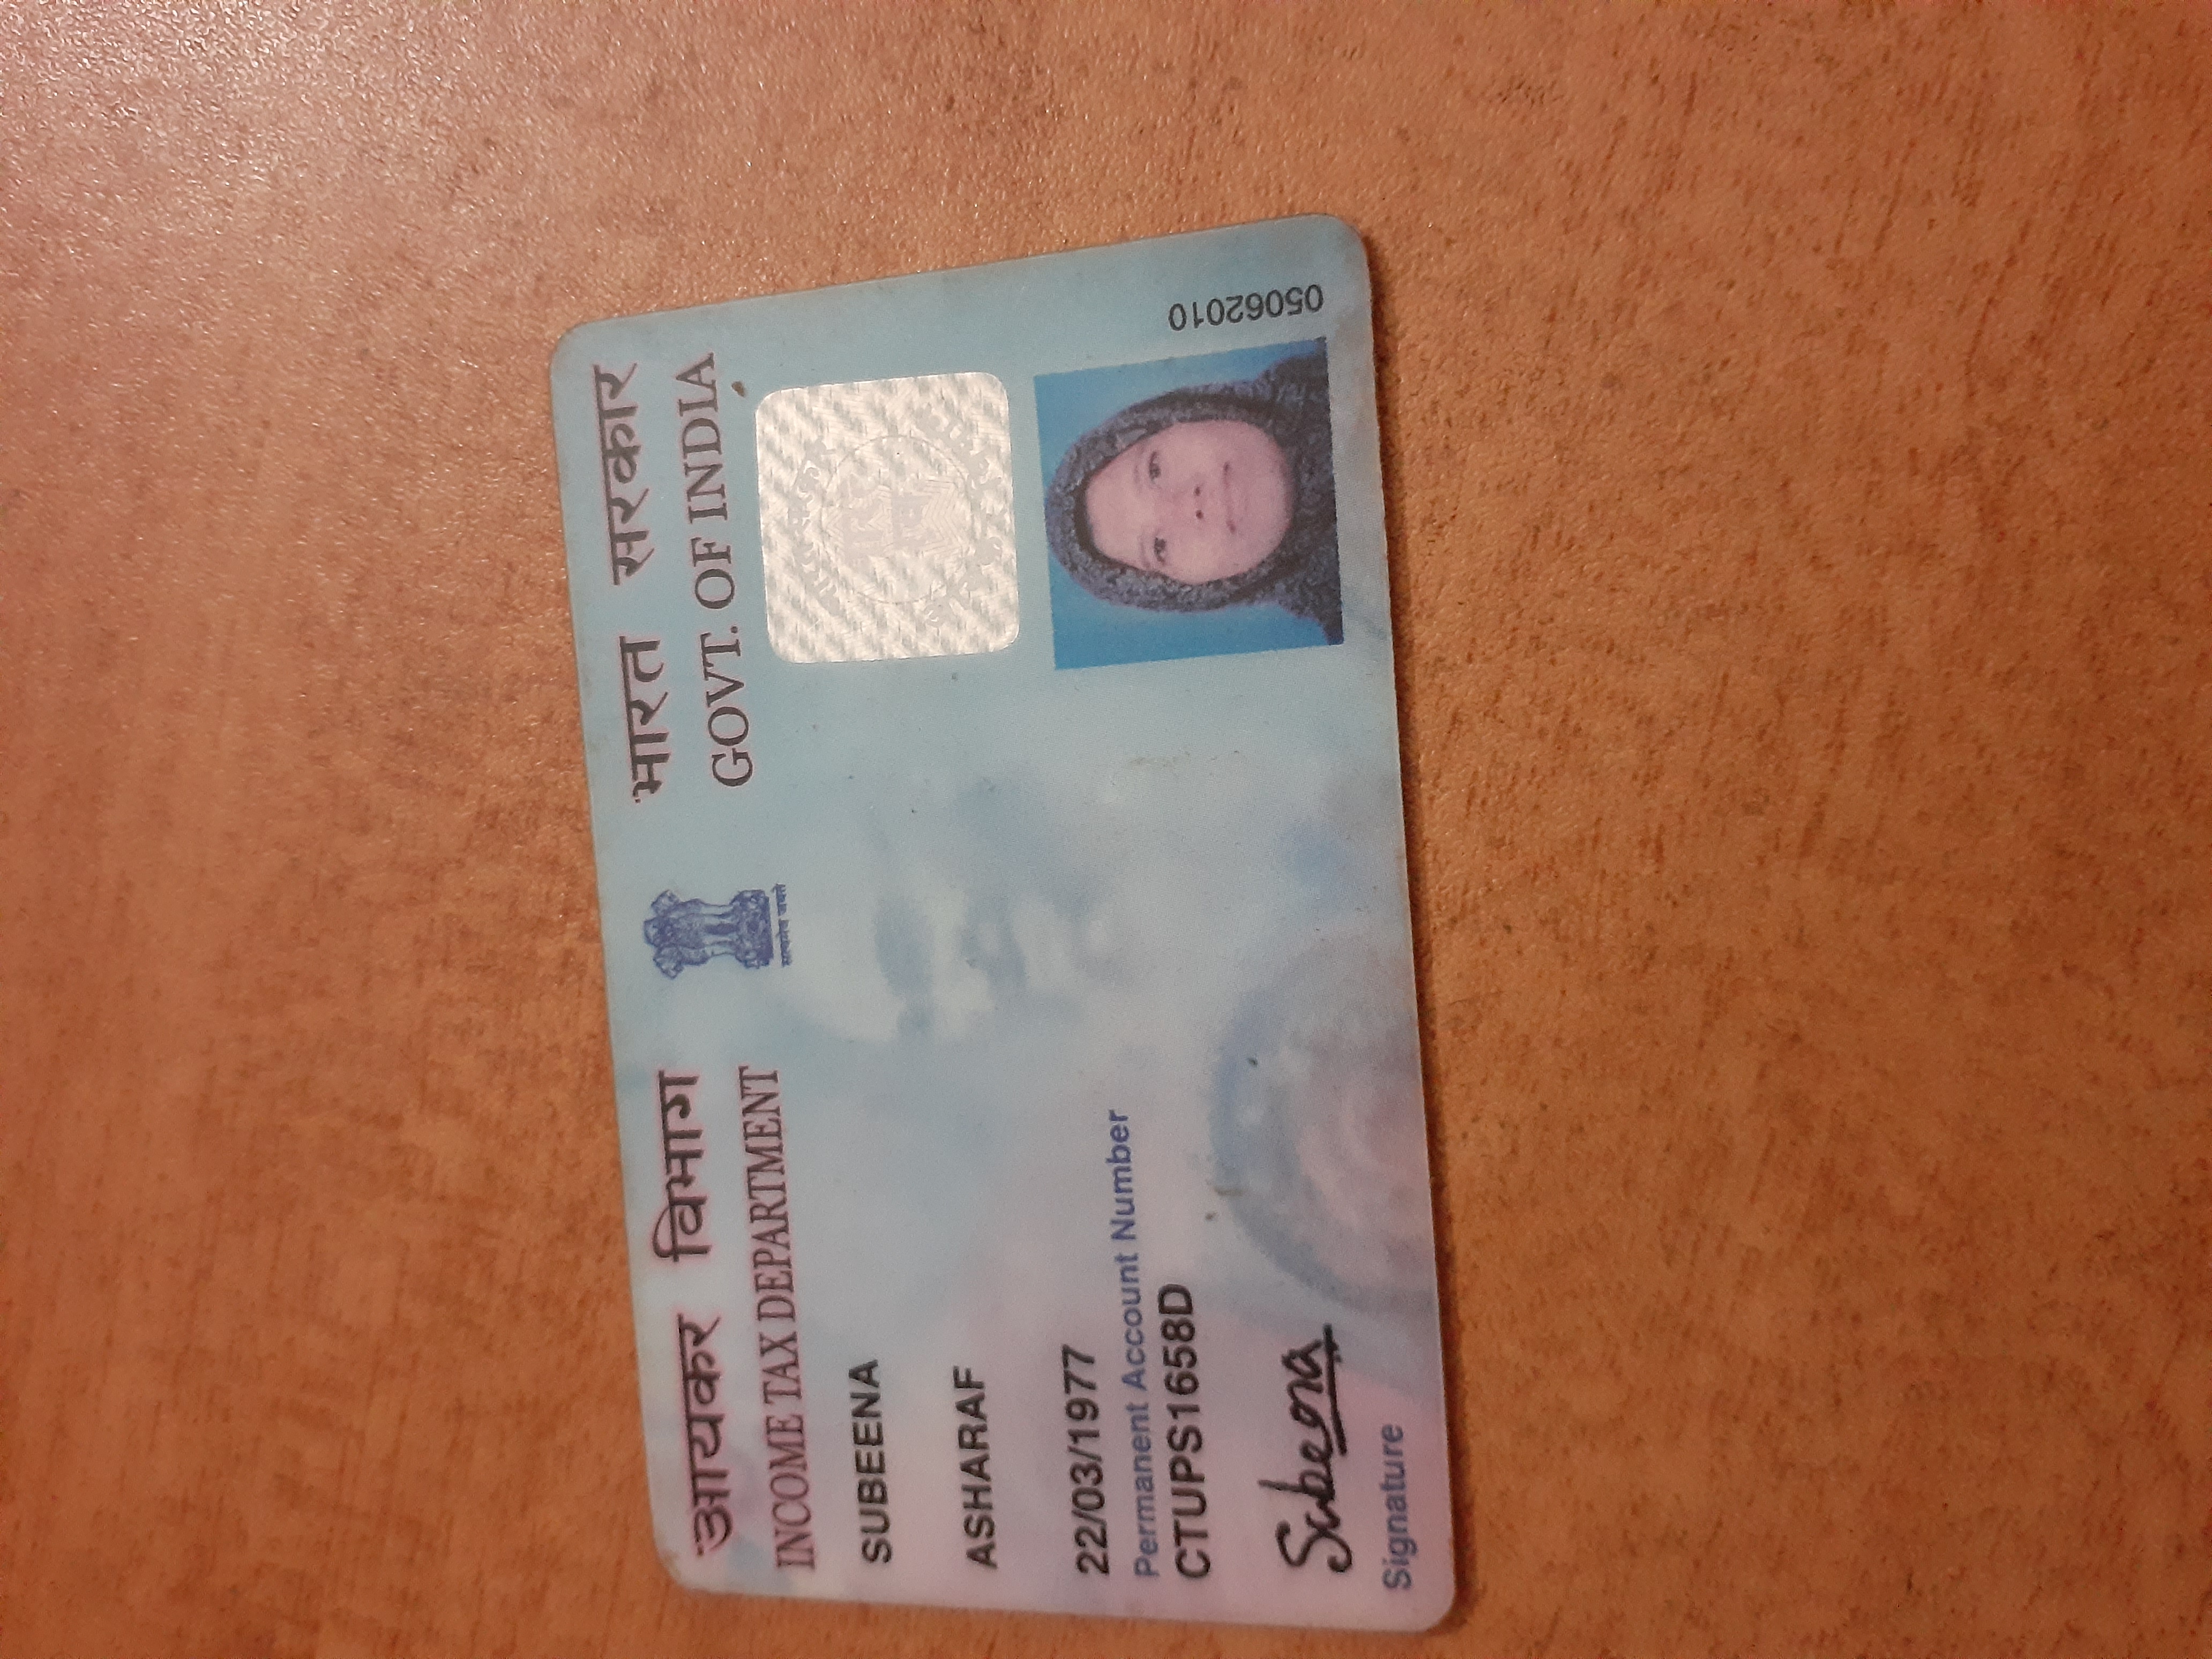 आयकर विभाग
INCOME TAX DEPARTMENT
सत्यमेव जयते
भारत सरकार
GOVT. OF INDIA
SUBEENA
ASHARAF
22/03/1977
Permanent Account Number
CTUPS1658D
Subeena
Signature
05062010